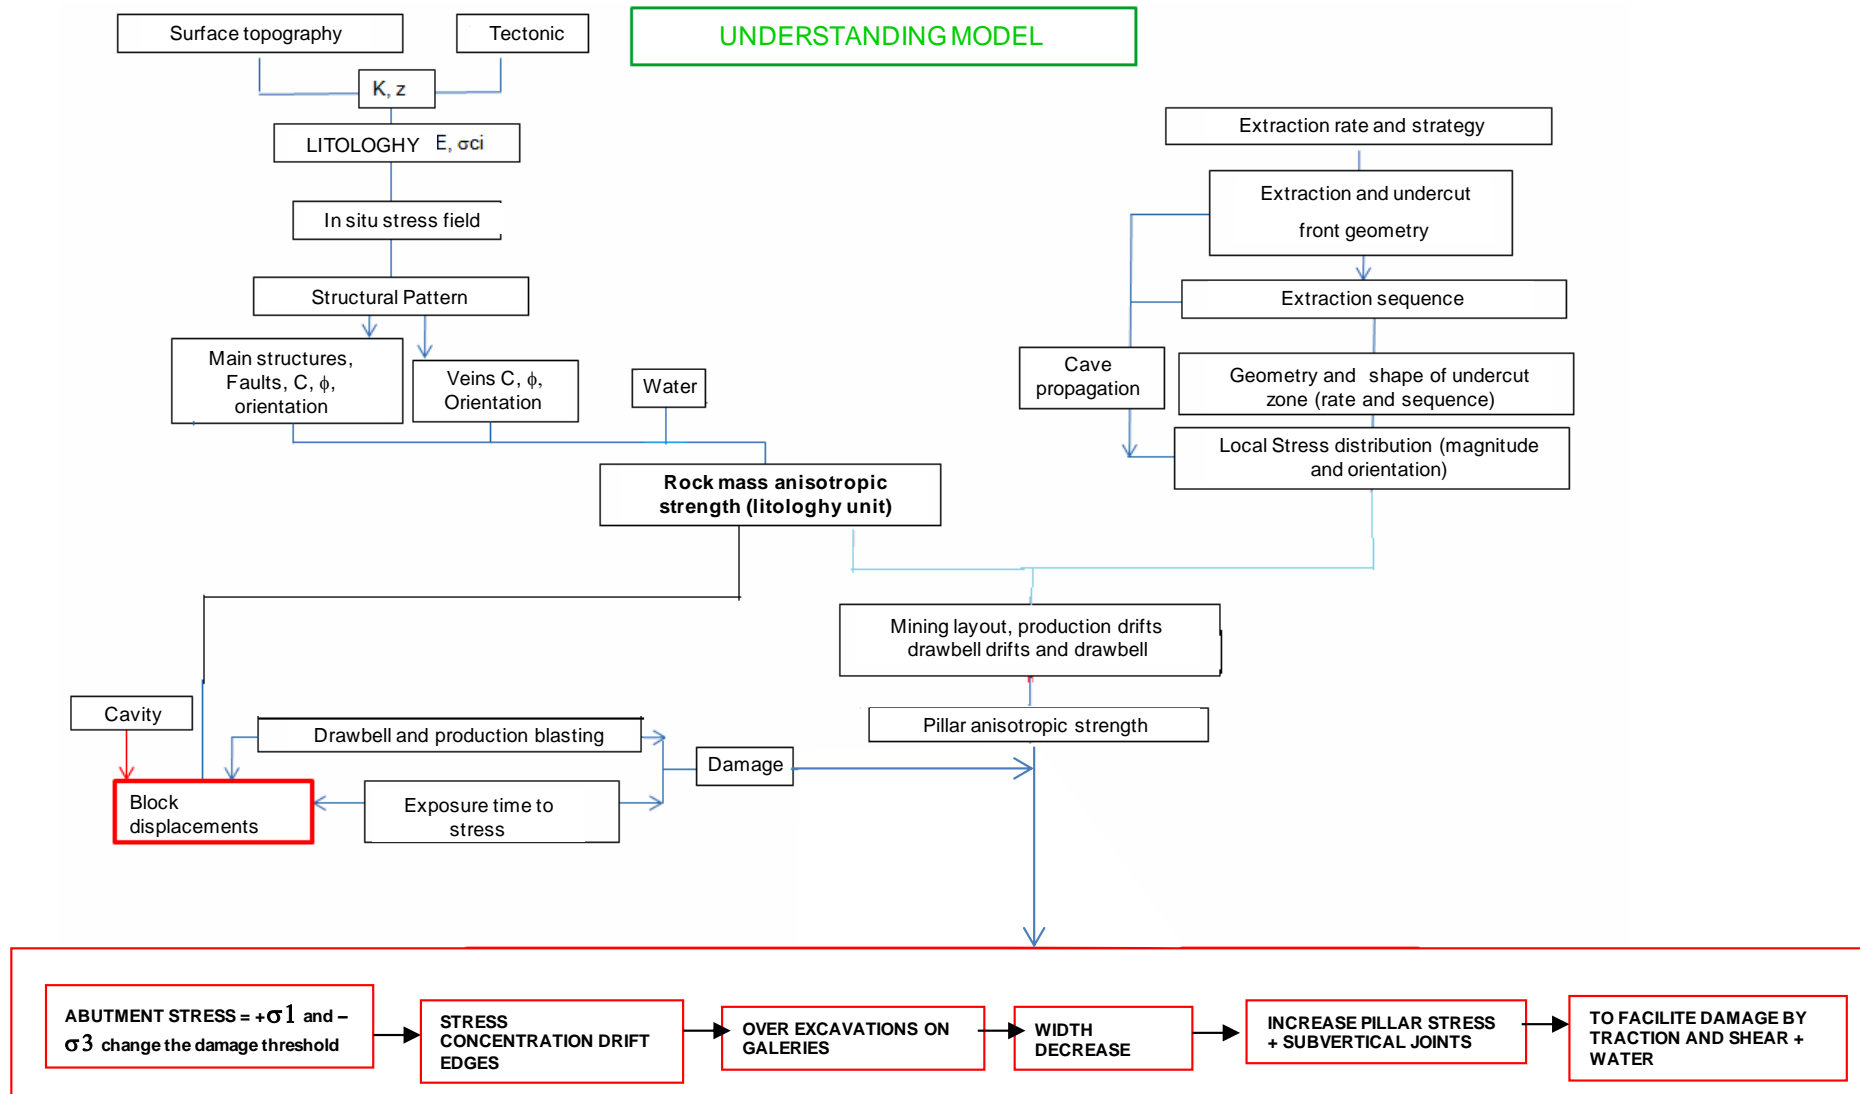 Surface topography
Tectonic
UNDERSTANDING MODEL
K, z
LITOLOGHY E, σci
Extraction rate and strategy
In situ stress field
Extraction and undercut
front geometry
Structural Pattern
Extraction sequence
Main structures,
Faults, C, ϕ,
orientation
Veins C, ϕ,
Orientation
Water
Cave
propagation
Geometry and shape of undercut
zone (rate and sequence)
Local Stress distribution (magnitude
and orientation)
Rock mass anisotropic
strength (litologhy unit)
Mining layout, production drifts
drawbell drifts and drawbell
Cavity
Drawbell and production blasting
Pillar anisotropic strength
Damage
Block
displacements
Exposure time to
stress
ABUTMENT STRESS = +σ1 and –
σ3 change the damage threshold
STRESS
CONCENTRATION DRIFT
EDGES
OVER EXCAVATIONS ON
GALERIES
WIDTH
DECREASE
INCREASE PILLAR STRESS
+ SUBVERTICAL JOINTS
TO FACILITE DAMAGE BY
TRACTION AND SHEAR +
WATER